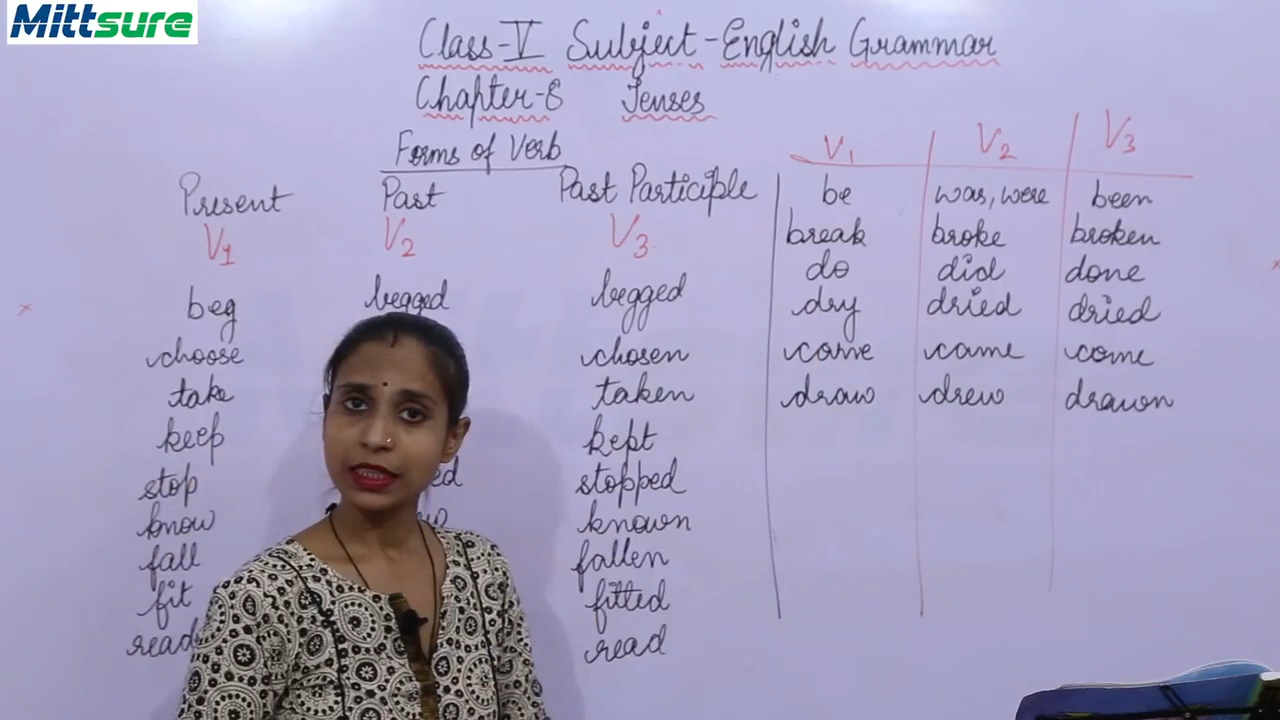 Mittsure
Class-V Subject-English Grammar
Chapter-8 Tenses
Forms of Verb
Present Past Past Participle
V1 V2 V3
beg begged begged
choose chosen
take taken
keep kept
stop stopped
know known
fall fallen
fit fitted
read read
V1 V2 V3
be was, were been
break broke broken
do did done
dry dried dried
come came come
draw drew drawn